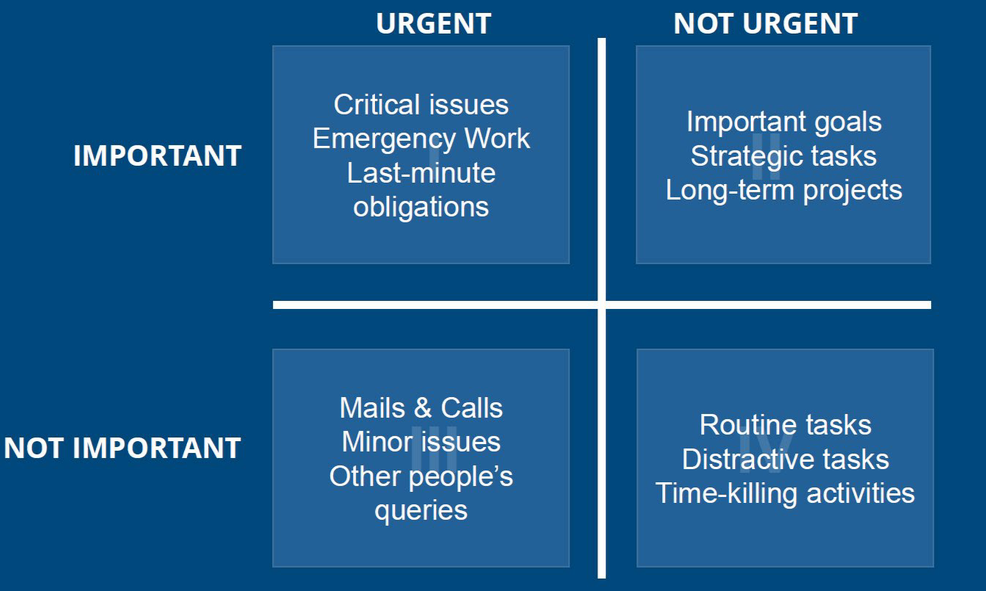 URGENT
NOT URGENT
IMPORTANT
Critical issues
Emergency Work
Last-minute
obligations
I
Important goals
Strategic tasks
Long-term projects
II
NOT IMPORTANT
Mails & Calls
Minor issues
Other people’s
queries
III
Routine tasks
Distractive tasks
Time-killing activities
IV